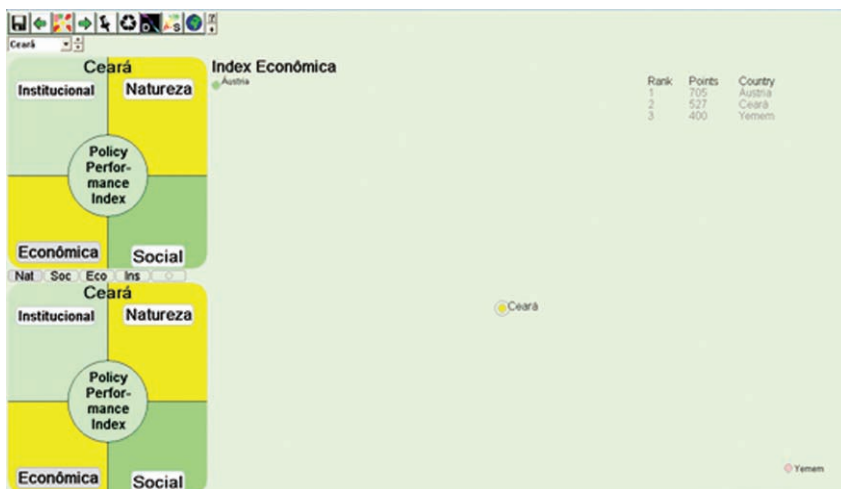 Ceará
Ceará
Institucional Natureza
Policy
Perfor-
mance
Index
Econômica Social
Nat Soc Eco Ins
Ceará
Institucional Natureza
Policy
Perfor-
mance
Index
Econômica Social
Index Econômica
Áustria
Rank Points Country
1 705 Áustria
2 527 Ceará
3 400 Yemem
Ceará
Yemem